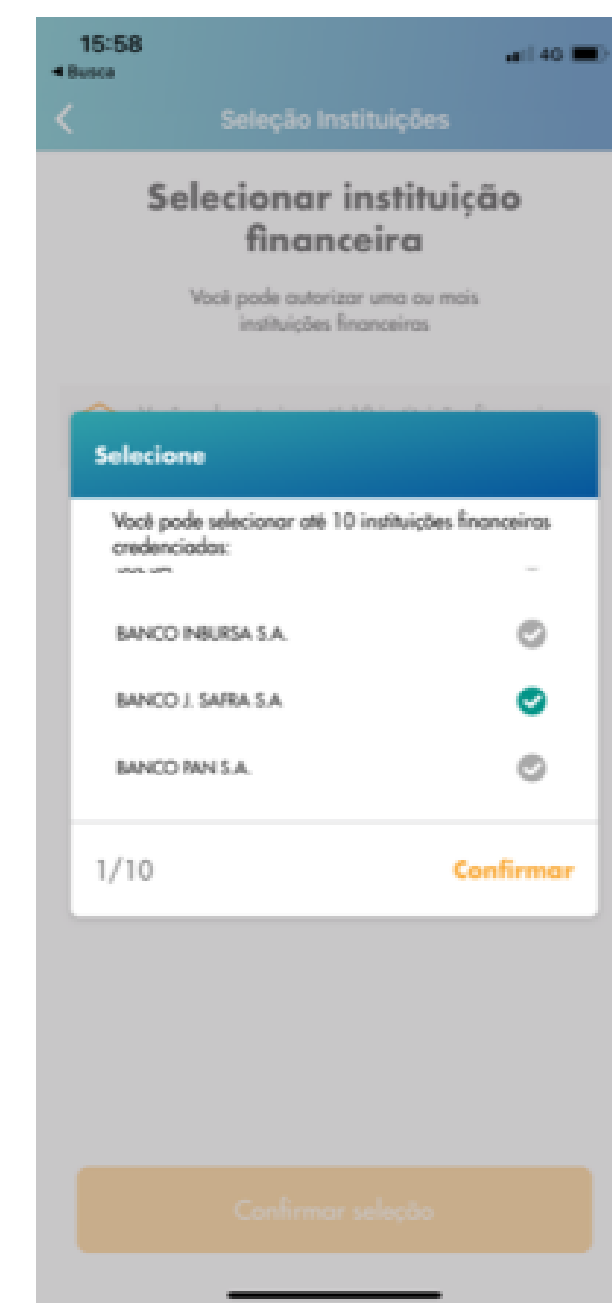 15:58
Busca
4G
Seleção Instituições
Selecionar instituição
financeira
Você pode autorizar uma ou mais
instituições financeiras
Selecione
Você pode selecionar até 10 instituições financeiras
credenciadas:
BANCO INBURSA S.A.
BANCO J. SAFRA S.A
BANCO PAN S.A.
1/10
Confirmar
Confirmar seleção